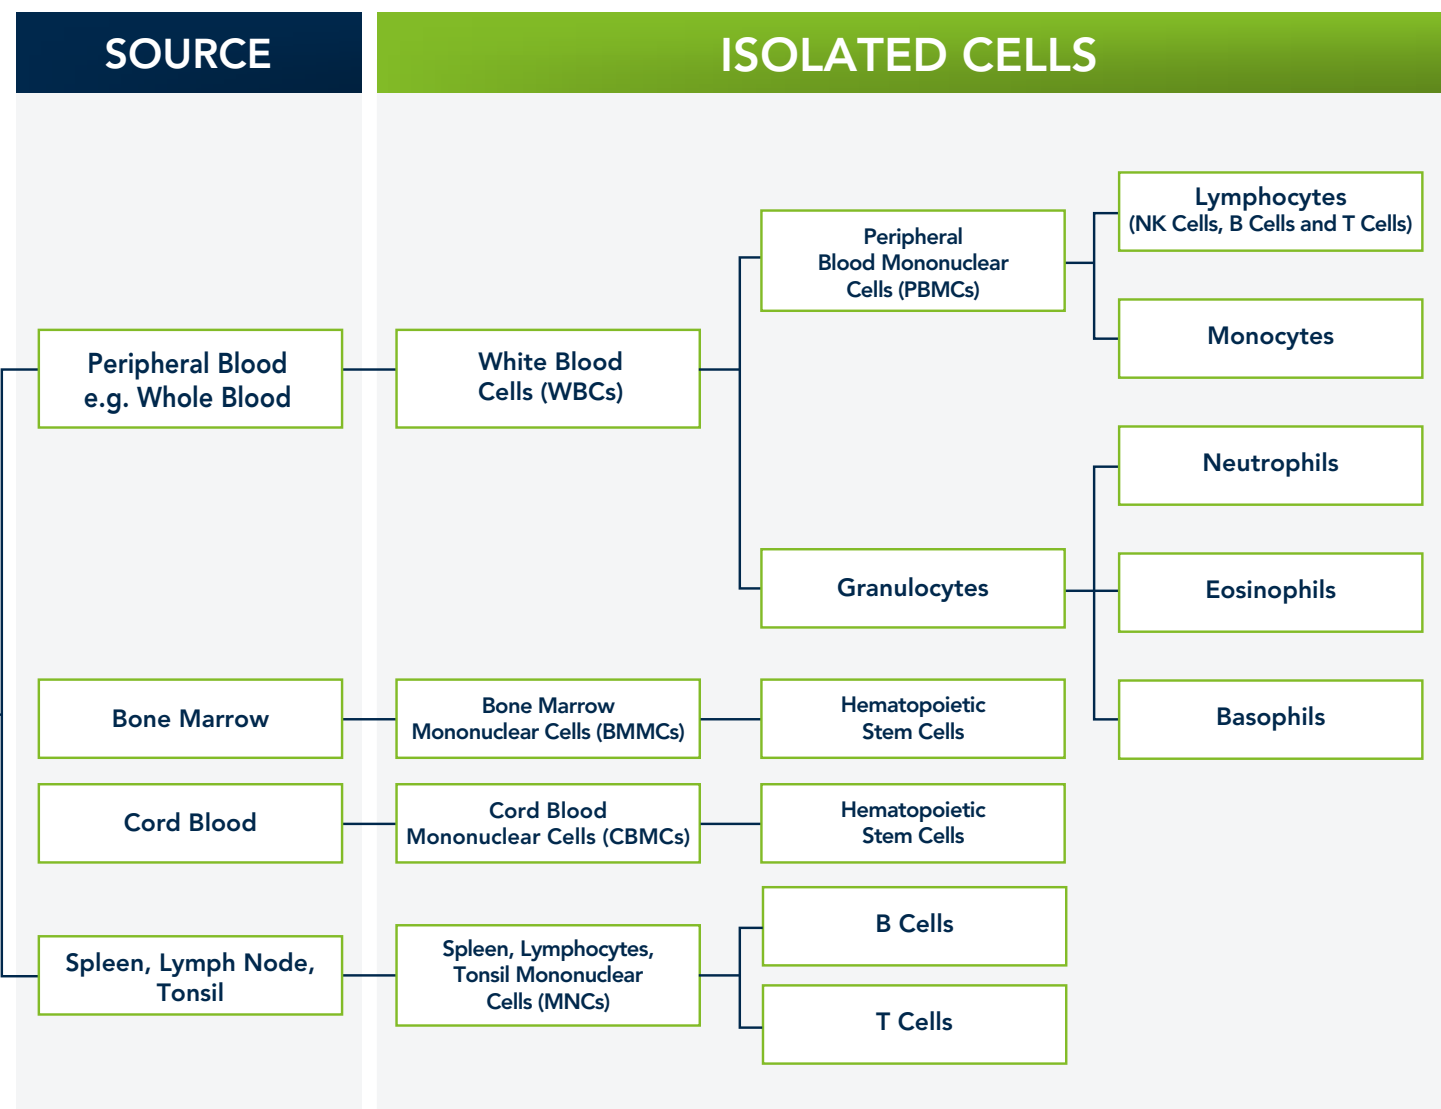 SOURCE
ISOLATED CELLS
Peripheral Blood
e.g. Whole Blood
White Blood
Cells (WBCs)
Peripheral
Blood Mononuclear
Cells (PBMCs)
Lymphocytes
(NK Cells, B Cells and T Cells)
Monocytes
Granulocytes
Neutrophils
Eosinophils
Basophils
Bone Marrow
Bone Marrow
Mononuclear Cells (BMMCs)
Hematopoietic
Stem Cells
Cord Blood
Cord Blood
Mononuclear Cells (CBMCs)
Hematopoietic
Stem Cells
Spleen, Lymph Node,
Tonsil
Spleen, Lymphocytes,
Tonsil Mononuclear
Cells (MNCs)
B Cells
T Cells